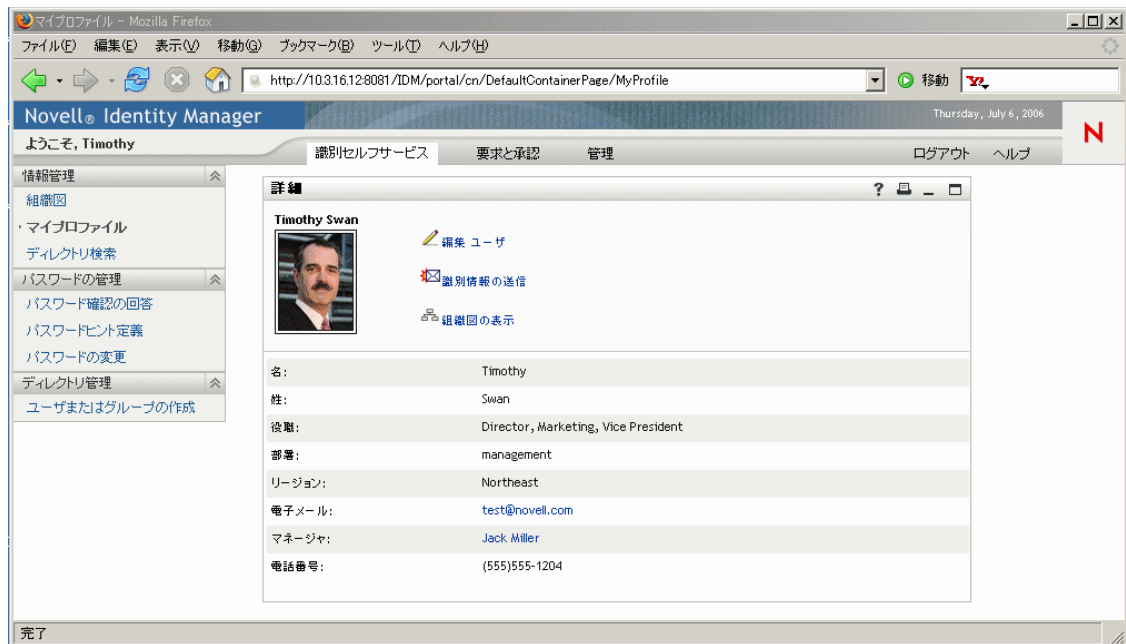 マイプロファイル - Mozilla Firefox
ファイル(F) 編集(E) 表示(V) 移動(G) ブックマーク(B) ツール(T) ヘルプ(H)
http://10.3.16.12:8081/IDM/portal/cn/DefaultContainerPage/MyProfile 移動
Novell® Identity Manager Thursday, July 6, 2006
N
ようこそ, Timothy
識別セルフサービス 要求と承認 管理 ログアウト ヘルプ
情報管理
組織図
・マイプロファイル
ディレクトリ検索
パスワードの管理
パスワード確認の回答
パスワードヒント定義
パスワードの変更
ディレクトリ管理
ユーザまたはグループの作成
詳細 ?
Timothy Swan
編集 ユーザ
識別情報の送信
組織図の表示
名: Timothy
姓: Swan
役職: Director, Marketing, Vice President
部署: management
リージョン: Northeast
電子メール: test@novell.com
マネージャ: Jack Miller
電話番号: (555)555-1204
完了